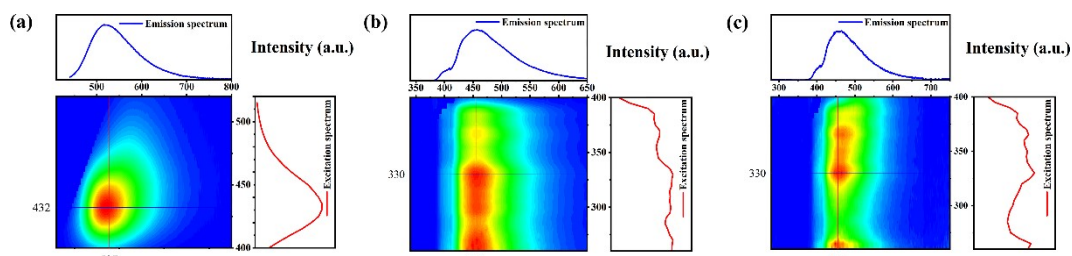 (a)
Emission spectrum
Intensity (a.u.)
500 600 700 800
500
450
400
432
Excitation spectrum
(b)
Emission spectrum
Intensity (a.u.)
350 400 450 500 550 600 650
400
350
300
330
Excitation spectrum
(c)
Emission spectrum
Intensity (a.u.)
300 400 500 600 700
400
350
300
330
Excitation spectrum